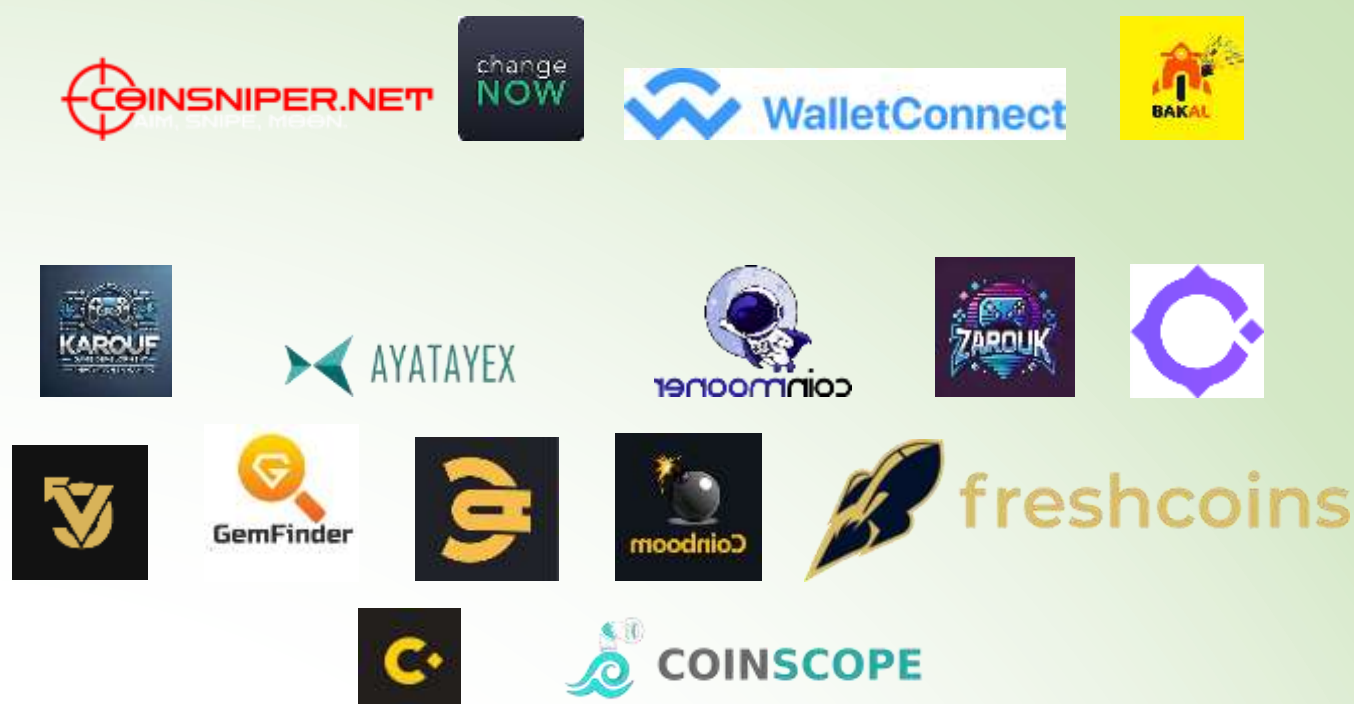 COINSNIPER.NET
AIM, SNIPE, MOON.
change
NOW
WalletConnect
BAKAL
KAROUF
AYATAYEX
coinmooner
ZAROUK
GemFinder
Coinboom
freshcoins
COINSCOPE